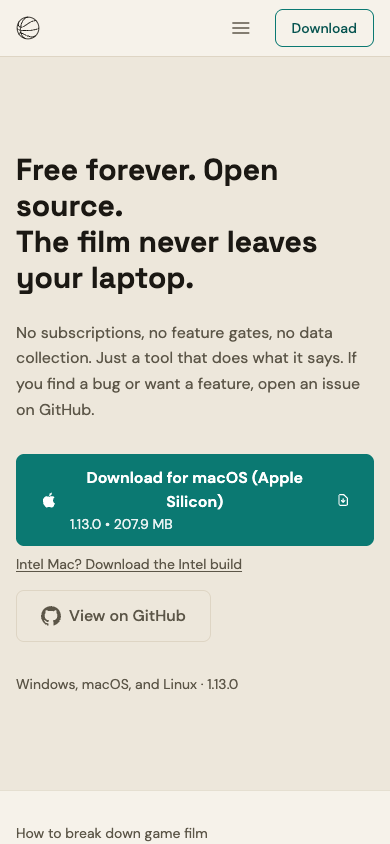 Download
Free forever. Open
source.
The film never leaves
your laptop.
No subscriptions, no feature gates, no data
collection. Just a tool that does what it says. If
you find a bug or want a feature, open an issue
on GitHub.
Download for macOS (Apple
Silicon)
1.13.0 • 207.9 MB
Intel Mac? Download the Intel build
View on GitHub
Windows, macOS, and Linux · 1.13.0
How to break down game film